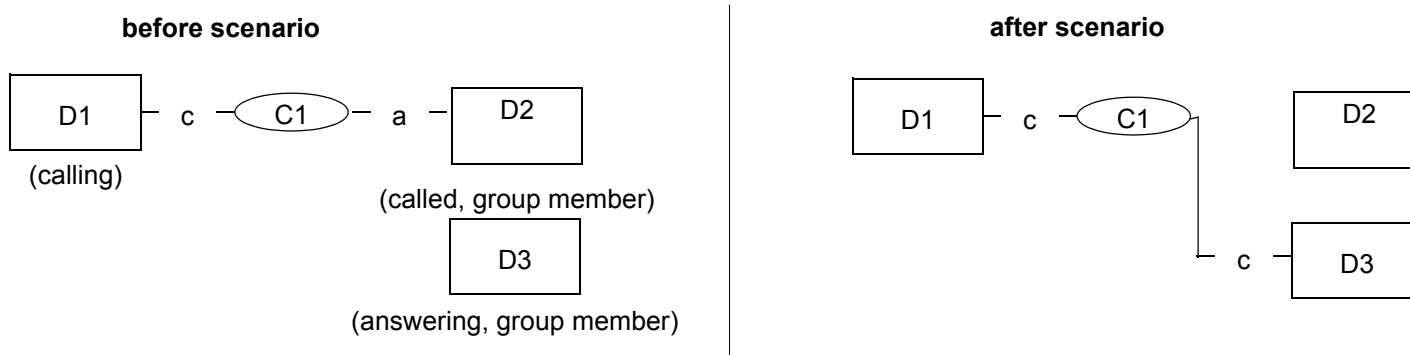 before scenario
D1 c C1 a D2
(calling)
(called, group member)
D3
(answering, group member)
after scenario
D1 c C1 D2
c D3